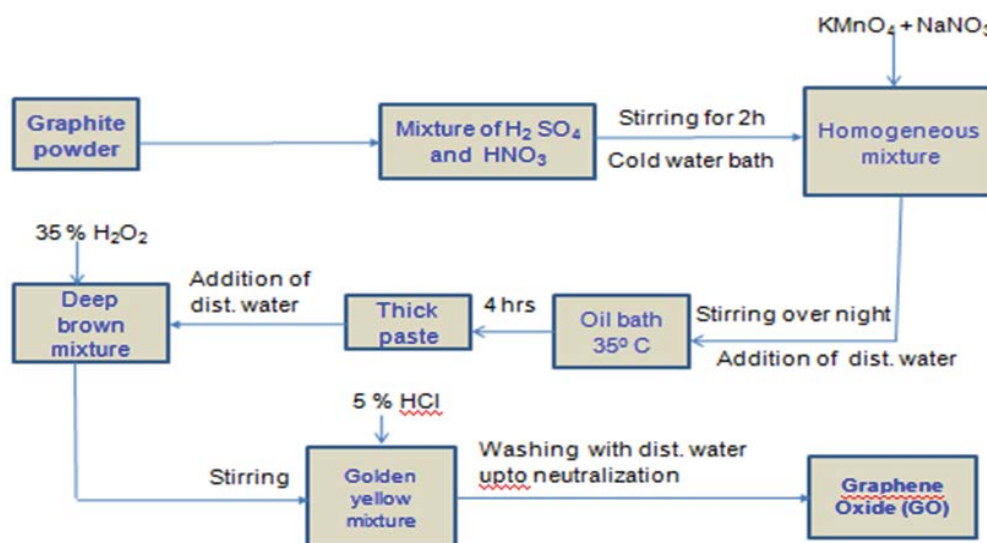 KMnO₄ + NaNO₃
Graphite
powder
Mixture of H₂ SO₄
and HNO₃
Stirring for 2h
Cold water bath
Homogeneous
mixture
35 % H₂O₂
Deep
brown
mixture
Addition of
dist. water
Thick
paste
4 hrs
Oil bath
35⁰ C
Stirring over night
Addition of dist. water
5 % HCl
Stirring
Golden
yellow
mixture
Washing with dist. water
upto neutralization
Graphene
Oxide (GO)